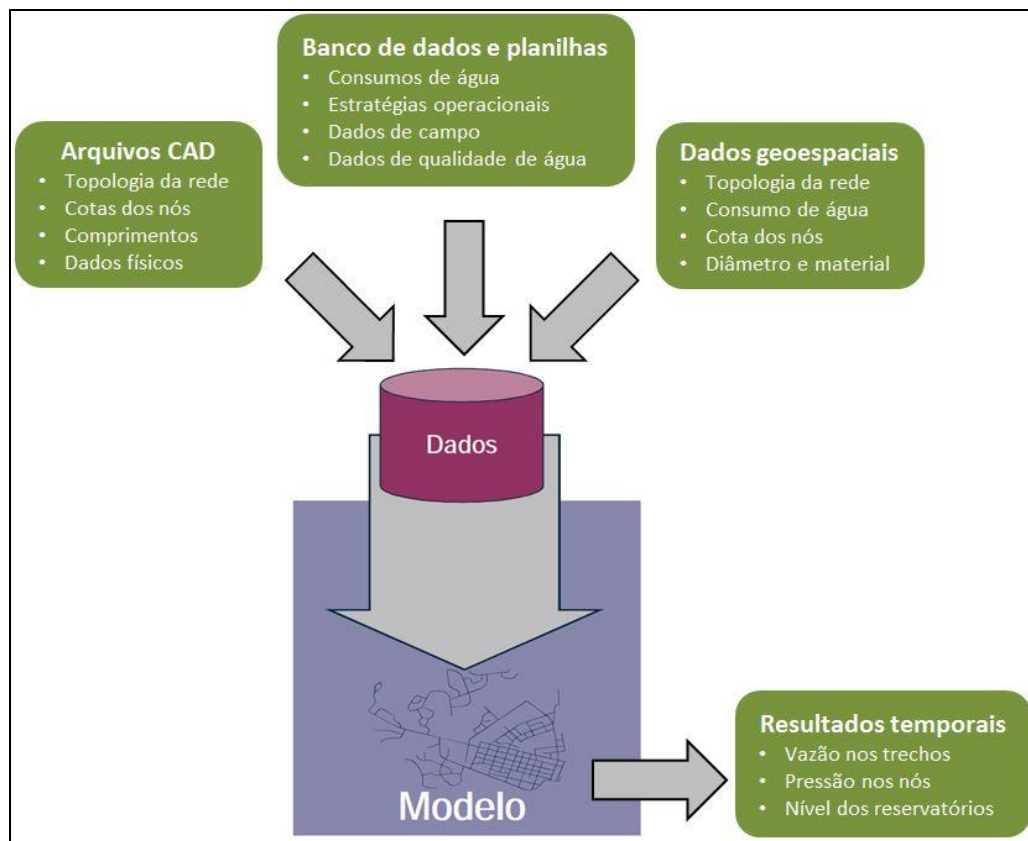 Banco de dados e planilhas
• Consumos de água
• Estratégias operacionais
• Dados de campo
• Dados de qualidade de água
Arquivos CAD
• Topologia da rede
• Cotas dos nós
• Comprimentos
• Dados físicos
Dados geoespaciais
• Topologia da rede
• Consumo de água
• Cota dos nós
• Diâmetro e material
Dados
Modelo
Resultados temporais
• Vazão nos trechos
• Pressão nos nós
• Nível dos reservatórios